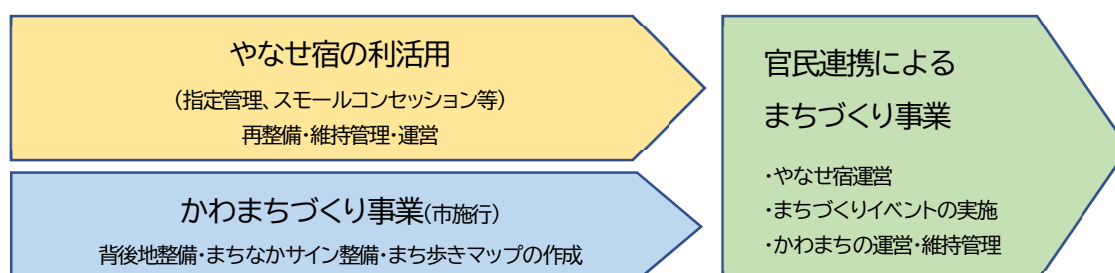 やなせ宿の利活用
(指定管理、スモールコンセッション等)
再整備・維持管理・運営
かわまちづくり事業(市施行)
背後地整備・まちなかサイン整備・まち歩きマップの作成
官民連携による
まちづくり事業
・やなせ宿運営
・まちづくりイベントの実施
・かわまちの運営・維持管理